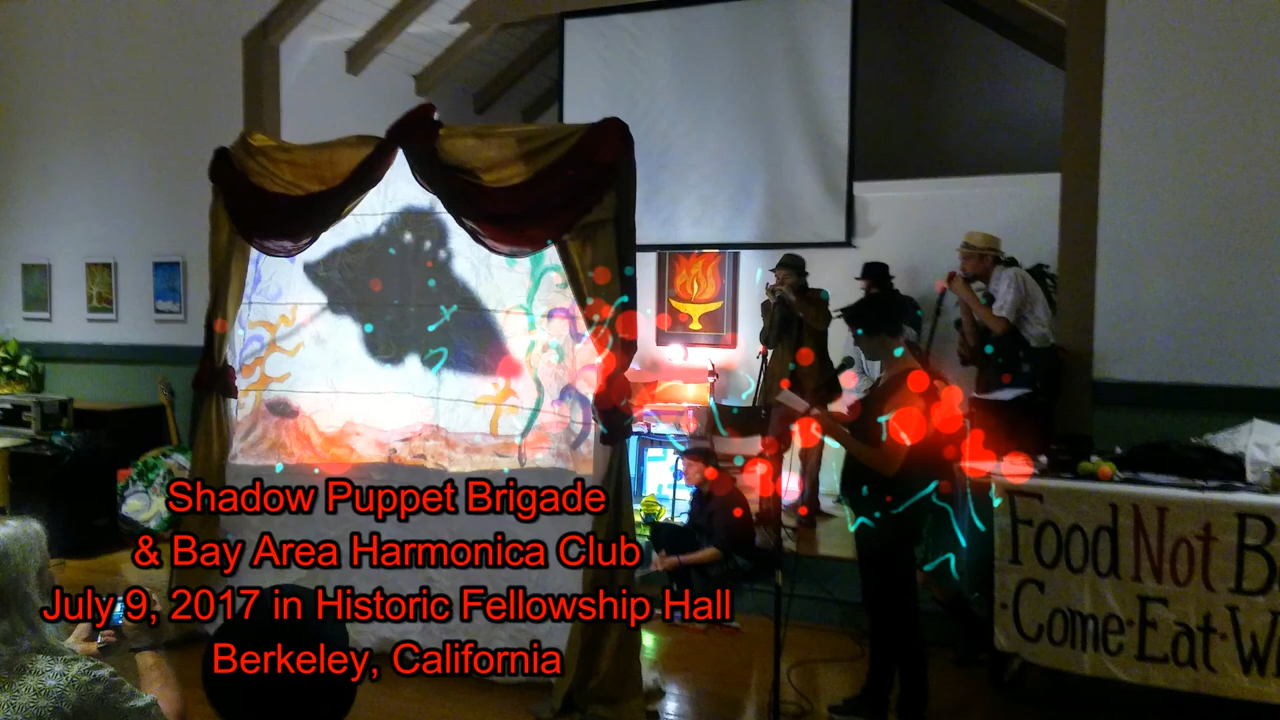 Shadow Puppet Brigade
& Bay Area Harmonica Club
July 9, 2017 in Historic Fellowship Hall
Berkeley, California
Food Not B
·Come·Eat·W